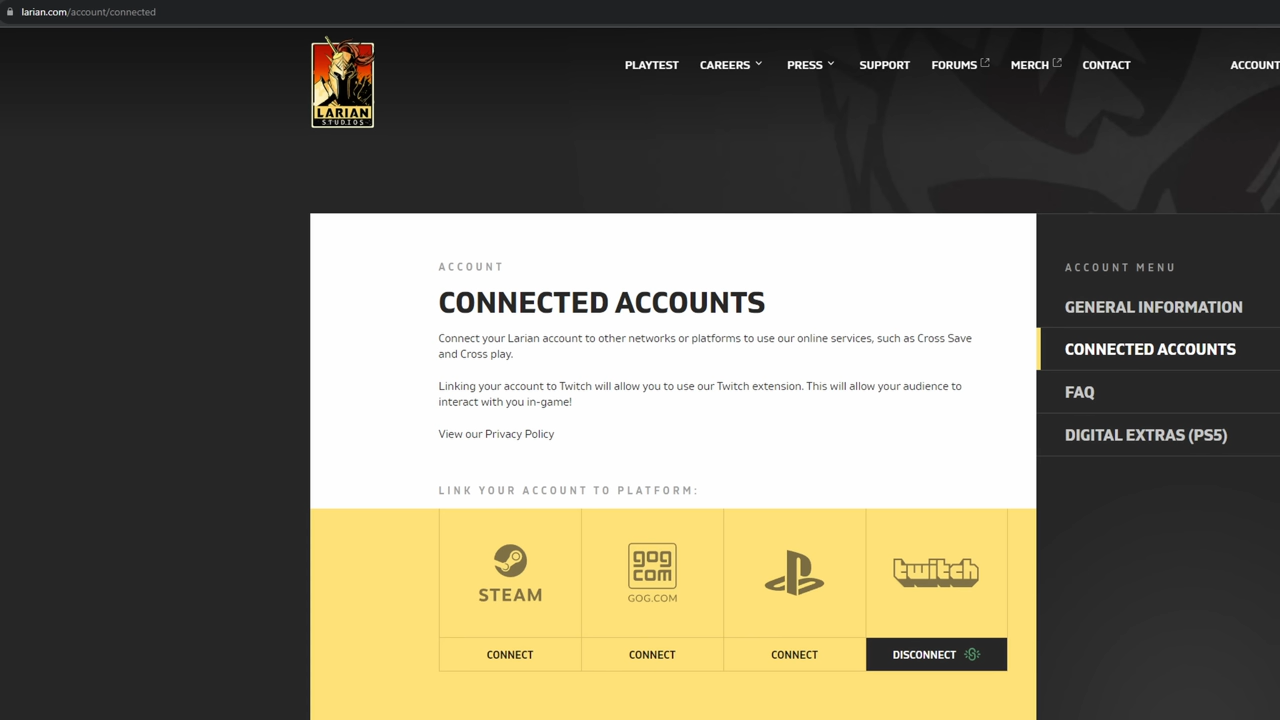 larian.com/account/connected
LARIAN
STUDIOS
PLAYTEST CAREERS PRESS SUPPORT FORUMS MERCH CONTACT ACCOUNT
ACCOUNT
CONNECTED ACCOUNTS
Connect your Larian account to other networks or platforms to use our online services, such as Cross Save
and Cross play.
Linking your account to Twitch will allow you to use our Twitch extension. This will allow your audience to
interact with you in-game!
View our Privacy Policy
LINK YOUR ACCOUNT TO PLATFORM:
STEAM
gog
com
GOG.COM
twitch
CONNECT CONNECT CONNECT DISCONNECT
ACCOUNT MENU
GENERAL INFORMATION
CONNECTED ACCOUNTS
FAQ
DIGITAL EXTRAS (PS5)